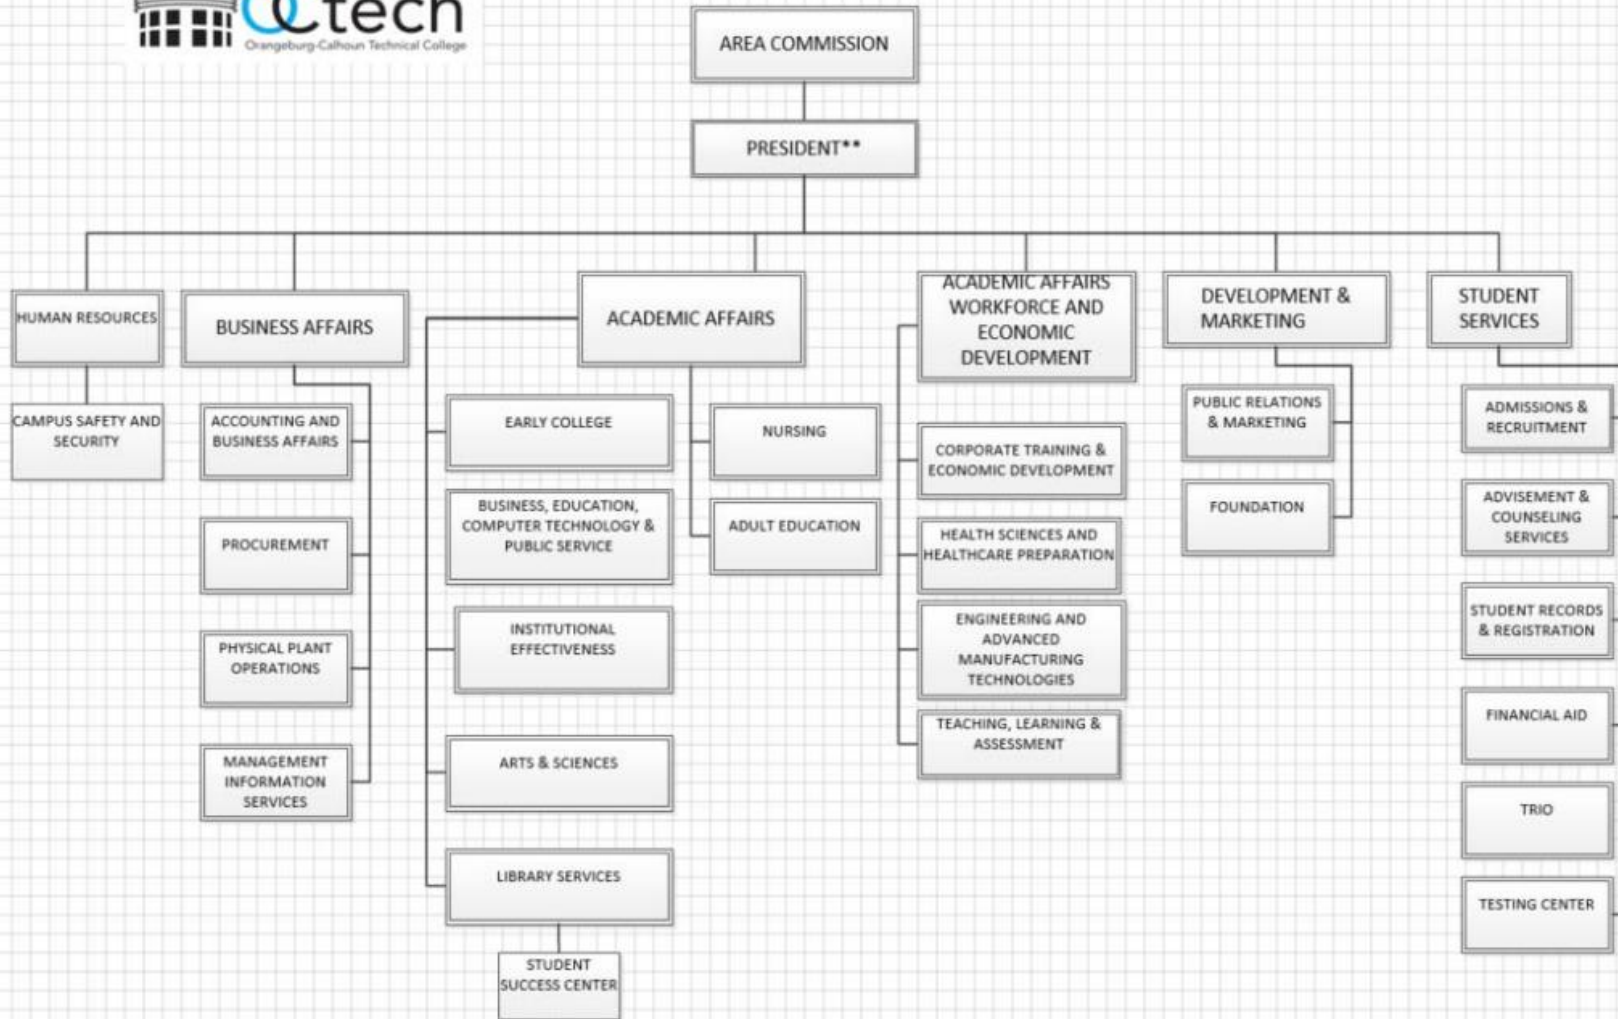 OCtech
Orangeburg-Calhoun Technical College
AREA COMMISSION
PRESIDENT**
HUMAN RESOURCES
CAMPUS SAFETY AND
SECURITY
BUSINESS AFFAIRS
ACCOUNTING AND
BUSINESS AFFAIRS
PROCUREMENT
PHYSICAL PLANT
OPERATIONS
MANAGEMENT
INFORMATION
SERVICES
ACADEMIC AFFAIRS
EARLY COLLEGE
BUSINESS, EDUCATION,
COMPUTER TECHNOLOGY &
PUBLIC SERVICE
INSTITUTIONAL
EFFECTIVENESS
ARTS & SCIENCES
LIBRARY SERVICES
STUDENT
SUCCESS CENTER
NURSING
ADULT EDUCATION
ACADEMIC AFFAIRS
WORKFORCE AND
ECONOMIC
DEVELOPMENT
CORPORATE TRAINING &
ECONOMIC DEVELOPMENT
HEALTH SCIENCES AND
HEALTHCARE PREPARATION
ENGINEERING AND
ADVANCED
MANUFACTURING
TECHNOLOGIES
TEACHING, LEARNING &
ASSESSMENT
DEVELOPMENT &
MARKETING
PUBLIC RELATIONS
& MARKETING
FOUNDATION
STUDENT
SERVICES
ADMISSIONS &
RECRUITMENT
ADVISEMENT &
COUNSELING
SERVICES
STUDENT RECORDS
& REGISTRATION
FINANCIAL AID
TRIO
TESTING CENTER